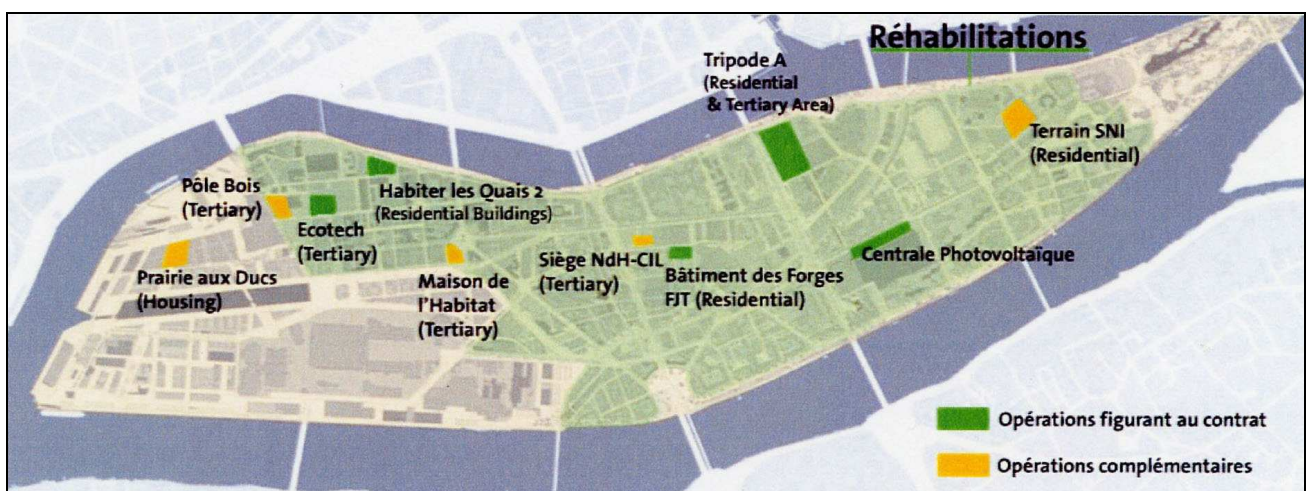 Réhabilitations
Tripode A
(Residential
& Tertiary Area)
Terrain SNI
(Residential)
Pôle Bois
(Tertiary)
Habiter les Quais 2
(Residential Buildings)
Ecotech
(Tertiary)
Prairie aux Ducs
(Housing)
Maison de
l'Habitat
(Tertiary)
Siège NdH-CIL
(Tertiary)
Bâtiment des Forges
FJT (Residential)
Centrale Photovoltaïque
Opérations figurant au contrat
Opérations complémentaires